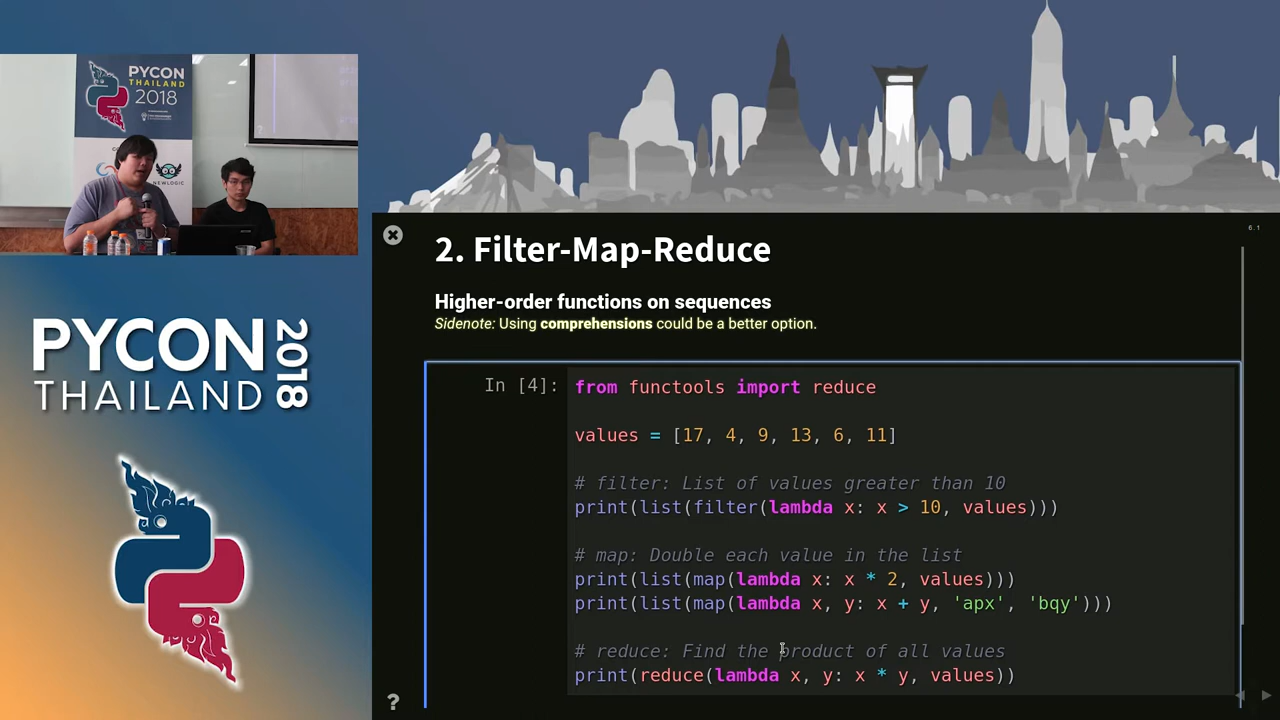 PYCON
THAILAND
2018
NEWLOGIC
PYCON 2018
THAILAND
6.1
2. Filter-Map-Reduce
Higher-order functions on sequences
Sidenote: Using comprehensions could be a better option.
In [4]:
from functools import reduce
values = [17, 4, 9, 13, 6, 11]
# filter: List of values greater than 10
print(list(filter(lambda x: x > 10, values)))
# map: Double each value in the list
print(list(map(lambda x: x * 2, values)))
print(list(map(lambda x, y: x + y, 'apx', 'bqy')))
# reduce: Find the product of all values
print(reduce(lambda x, y: x * y, values))
?